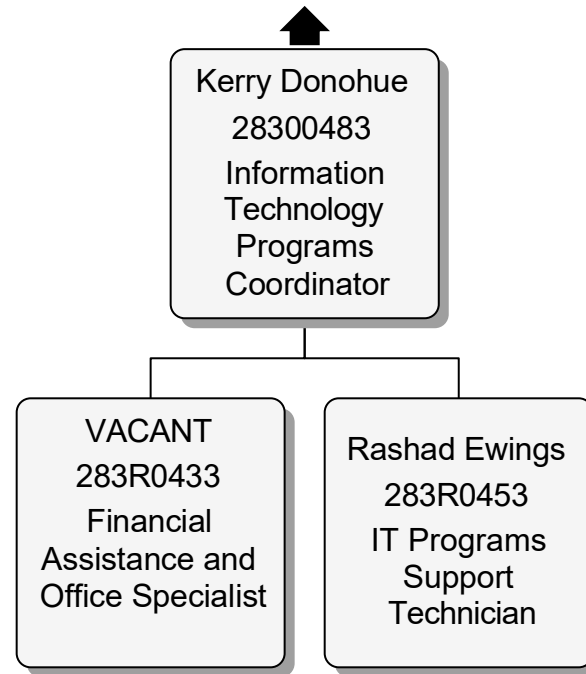 Kerry Donohue
28300483
Information
Technology
Programs
Coordinator
VACANT
283R0433
Financial
Assistance and
Office Specialist
Rashad Ewings
283R0453
IT Programs
Support
Technician